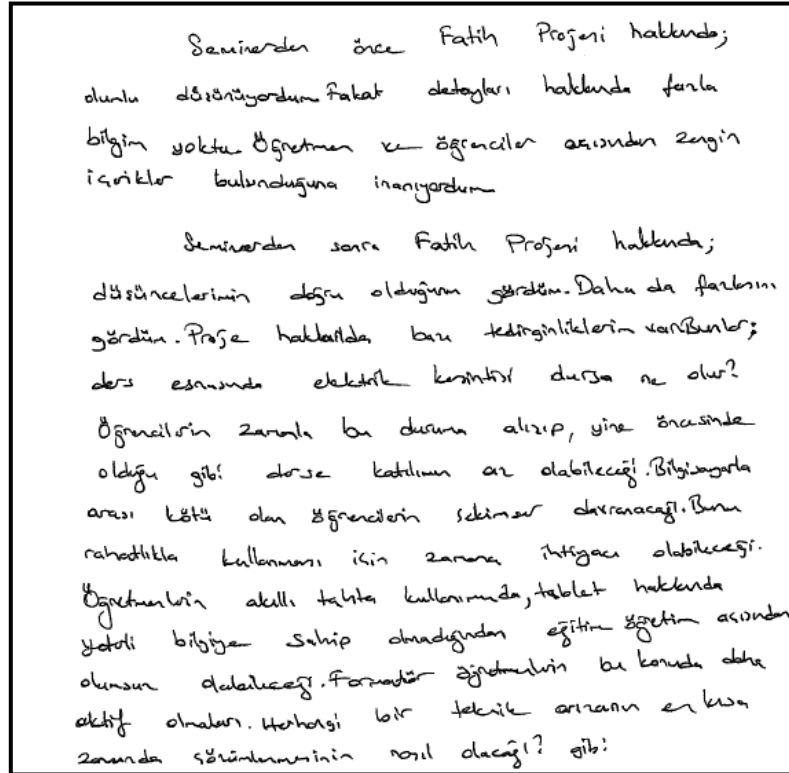 Seminerden önce Fatih Projesi hakkında;
olumlu düşünüyordum. Fakat detayları hakkında fazla
bilgim yoktu. Öğretmen ve öğrenciler açısından zengin
içerikler bulunduğuna inanıyordum
Seminerden sonra Fatih Projesi hakkında;
düşüncelerimin doğru olduğunu gördüm. Daha da fazlasını
gördüm. Proje hakkında bazı tedirginliklerim var. Bunlar;
ders esnasında elektrik kesintisi dursa ne olur?
Öğrencilerin zamanla bu duruma alışıp, yine öncesinde
olduğu gibi derse katılımın az olabileceği. Bilgisayarla
arası kötü olan öğrencilerin çekimser davranacağı. Bunu
rahatlıkla kullanması için zamana ihtiyacı olabileceği.
Öğretmenlerin akıllı tahta kullanımında, tablet hakkında
yeterli bilgiye sahip olmadığından eğitim öğretim açısından
olumsuz olabileceği. Formatör öğretmenlerin bu konuda daha
aktif olmaları. Herhangi bir teknik arızanın en kısa
zamanda çözümlenmesinin nasıl olacağı? gibi